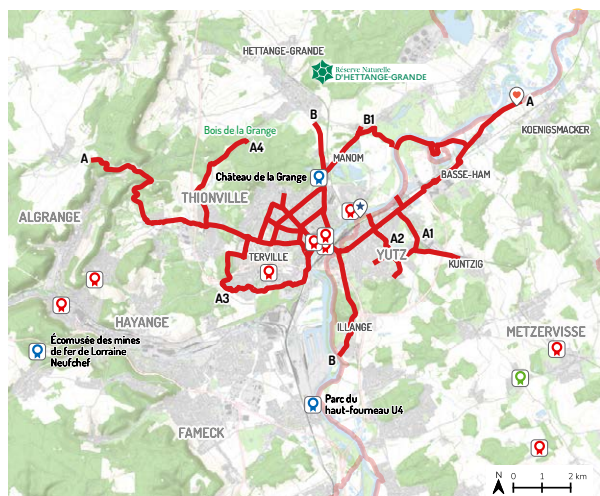 HETTANGE-GRANDE
Réserve Naturelle
D'HETTANGE-GRANDE
A
B
B1
KOENIGSMACKER
Bois de la Grange
A4
MANOM
A
Château de la Grange
BASSE-HAM
THIONVILLE
ALGRANGE
A2
A1
YUTZ
TERVILLE
KUNTZIG
A3
HAYANGE
ILLANGE
METZERVISSE
Écomusée des mines
de fer de Lorraine
Neufchef
B
Parc du
haut-fourneau U4
FAMECK
N
0 1 2 km